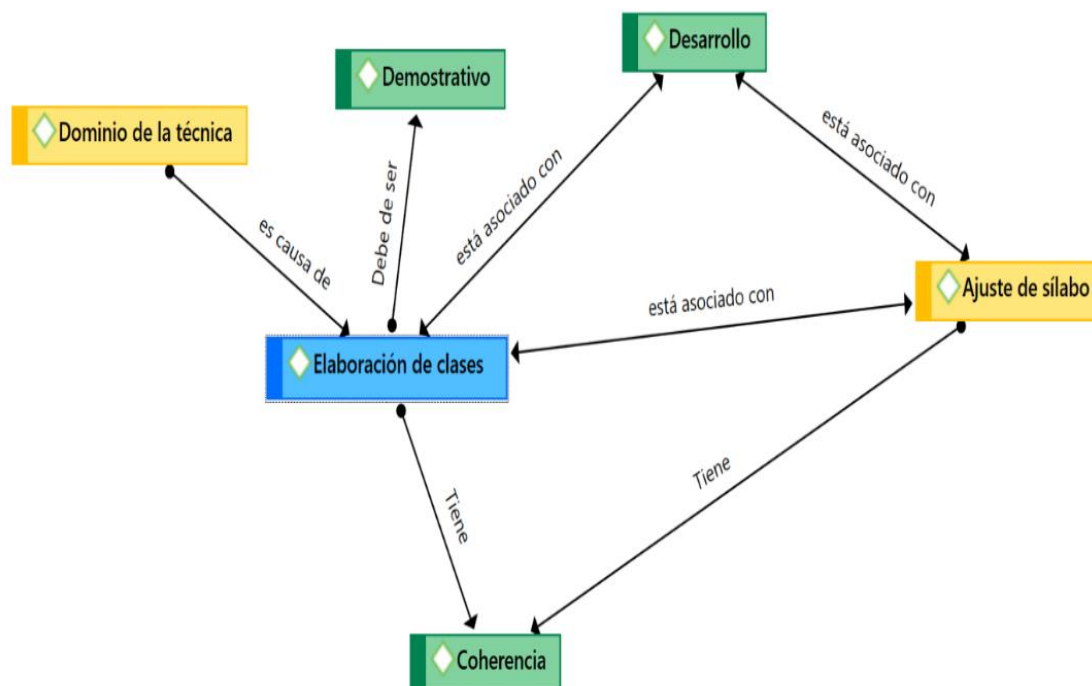 Desarrollo
Demostrativo
Dominio de la técnica
está asociado con
Debe de ser
está asociado con
es causa de
Ajuste de sílabo
está asociado con
Elaboración de clases
Tiene
Tiene
Coherencia